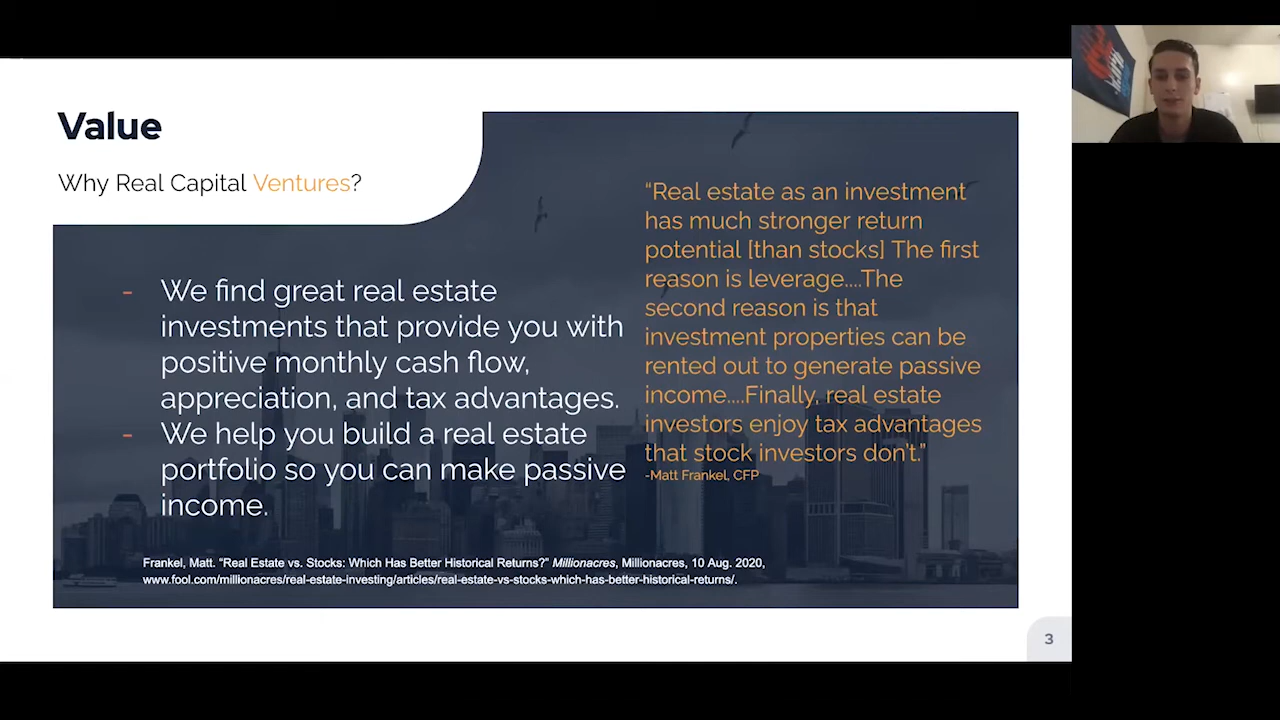 Value
Why Real Capital Ventures?
- We find great real estate
investments that provide you with
positive monthly cash flow,
appreciation, and tax advantages.
- We help you build a real estate
portfolio so you can make passive
income.
“Real estate as an investment
has much stronger return
potential [than stocks] The first
reason is leverage....The
second reason is that
investment properties can be
rented out to generate passive
income....Finally, real estate
investors enjoy tax advantages
that stock investors don’t.”
-Matt Frankel, CFP
Frankel, Matt. “Real Estate vs. Stocks: Which Has Better Historical Returns?” Millionacres, Millionacres, 10 Aug. 2020,
www.fool.com/millionacres/real-estate-investing/articles/real-estate-vs-stocks-which-has-better-historical-returns/.
3